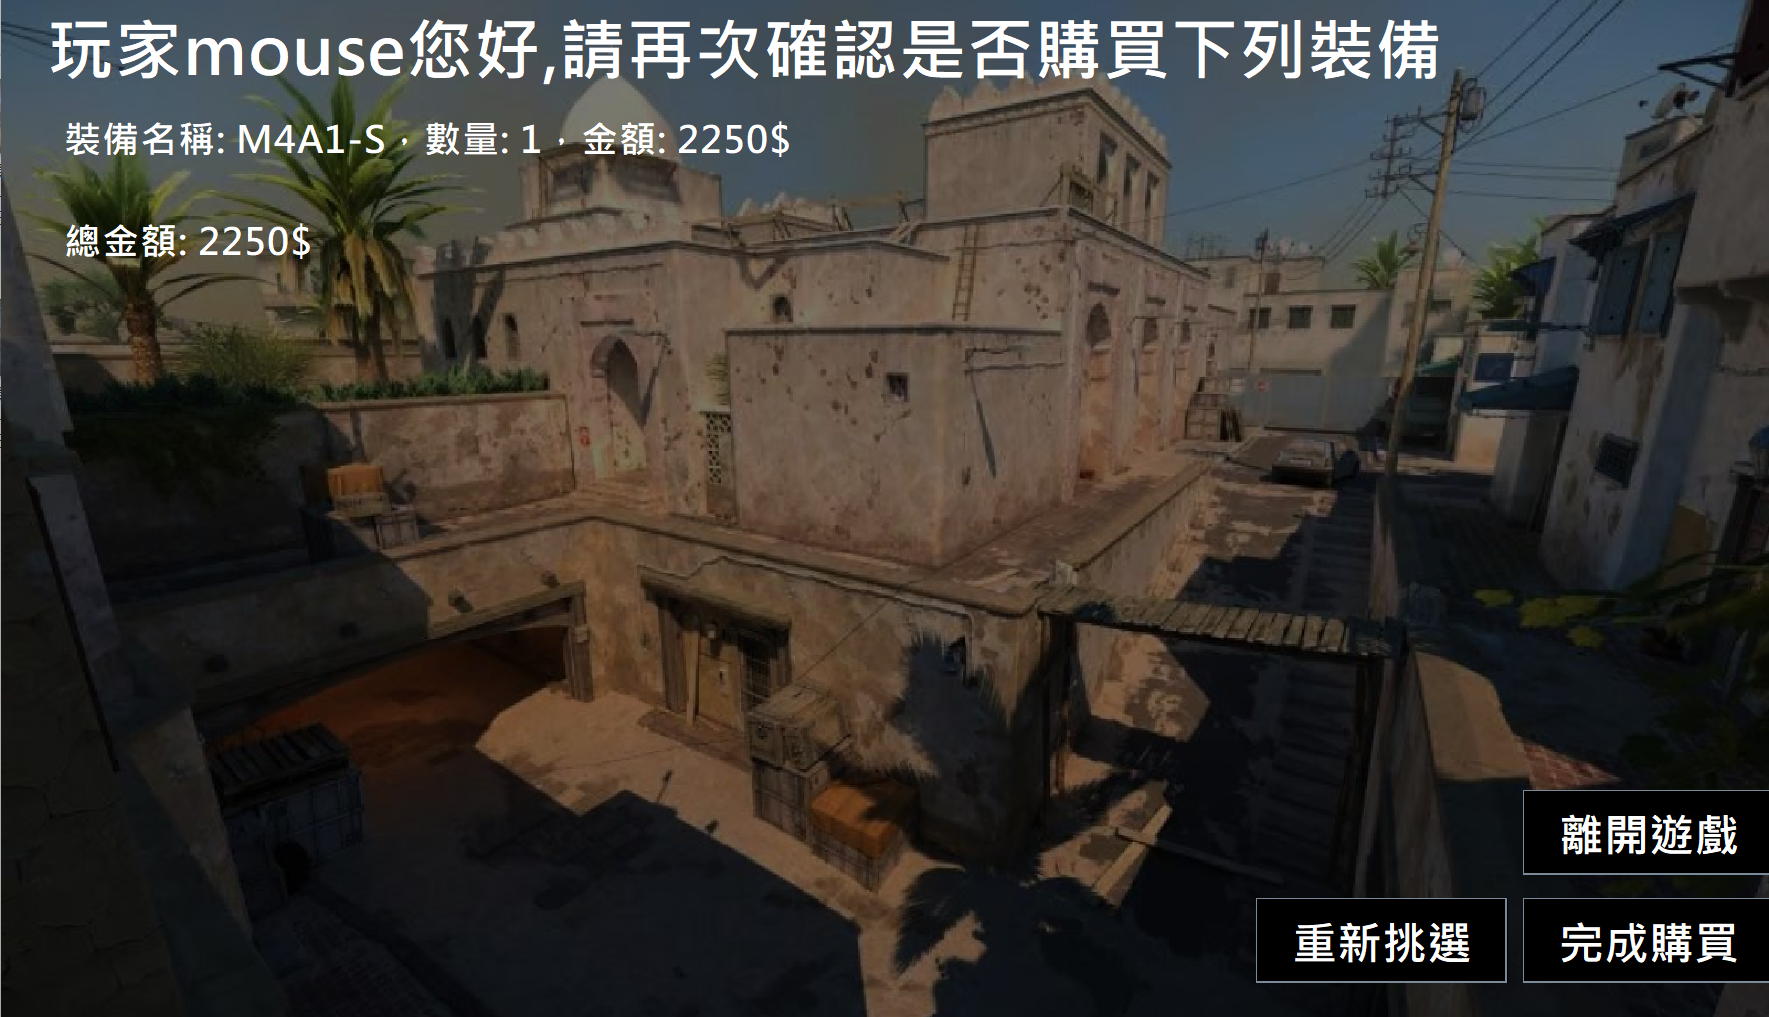 玩家mouse您好,請再次確認是否購買下列裝備
裝備名稱: M4A1-S，數量: 1，金額: 2250$
總金額: 2250$
離開遊戲
重新挑選
完成購買